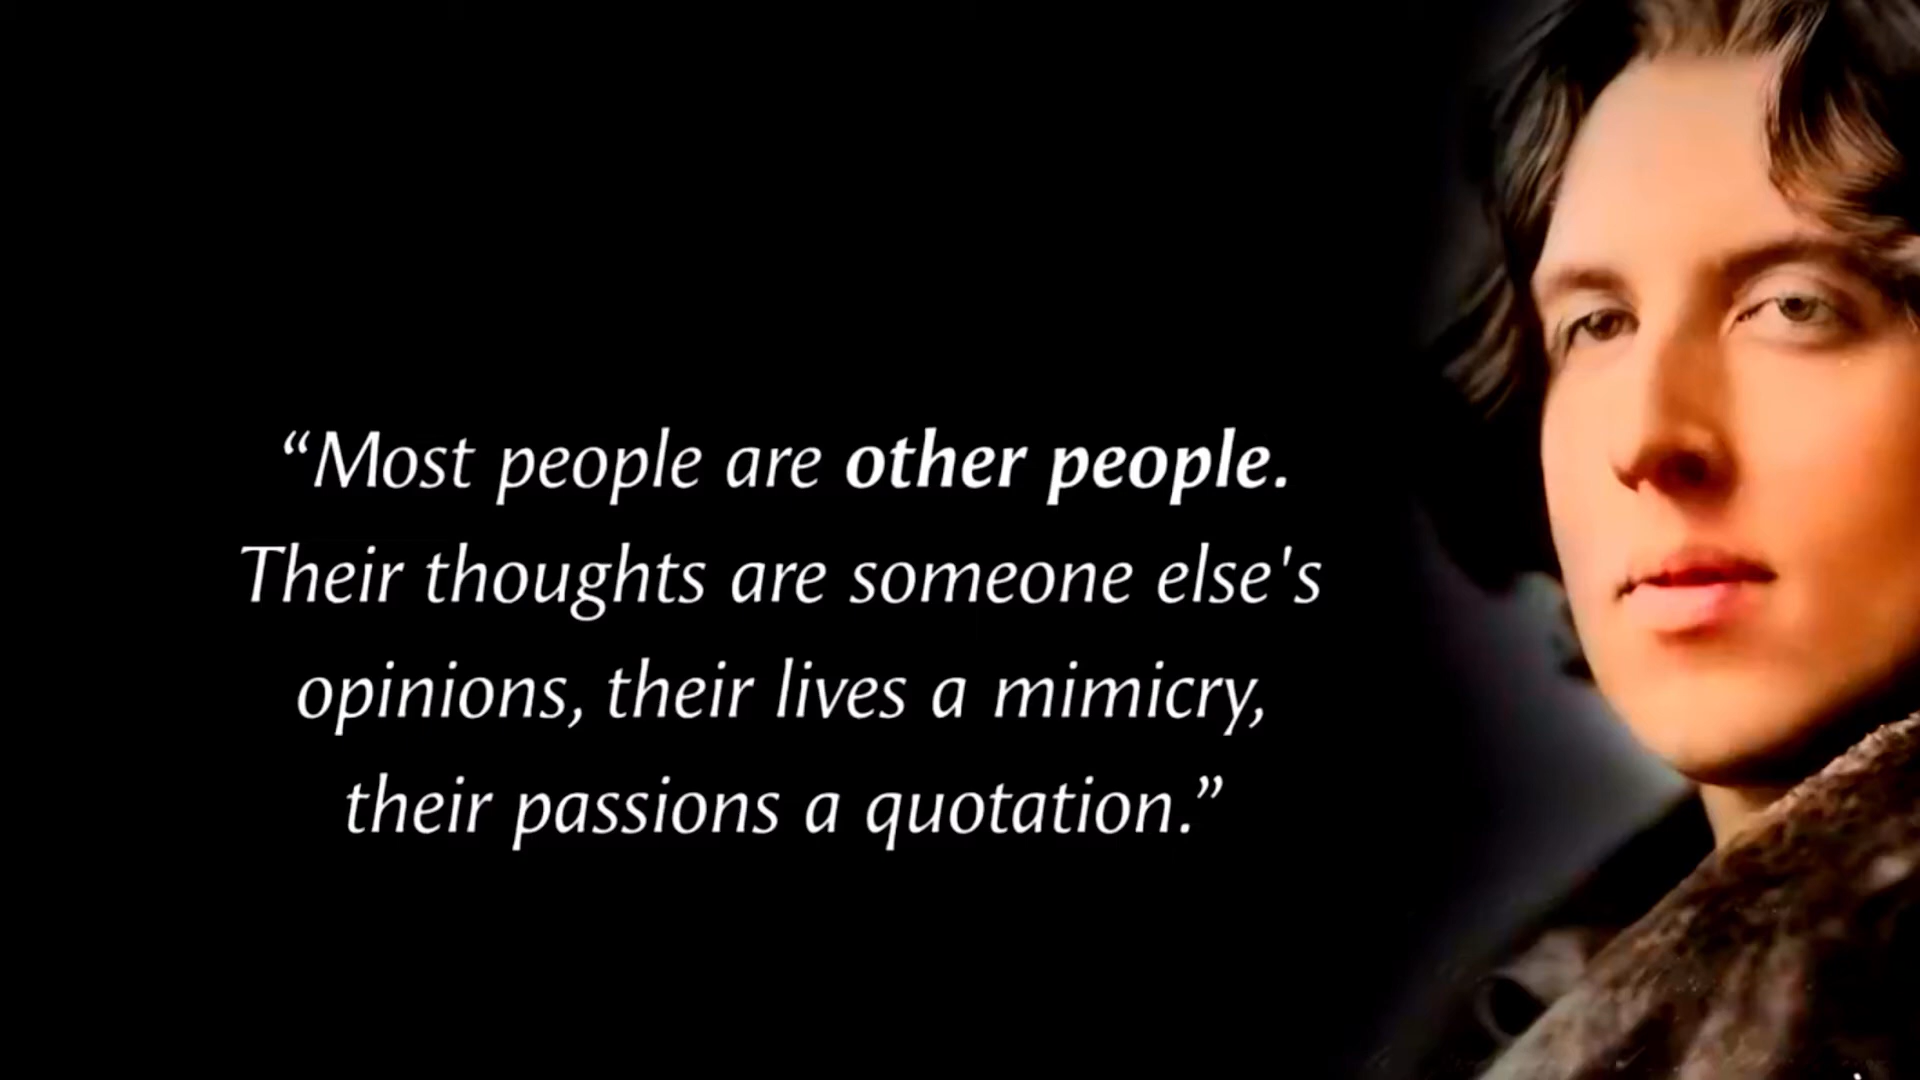 “Most people are other people.
Their thoughts are someone else's
opinions, their lives a mimicry,
their passions a quotation.”